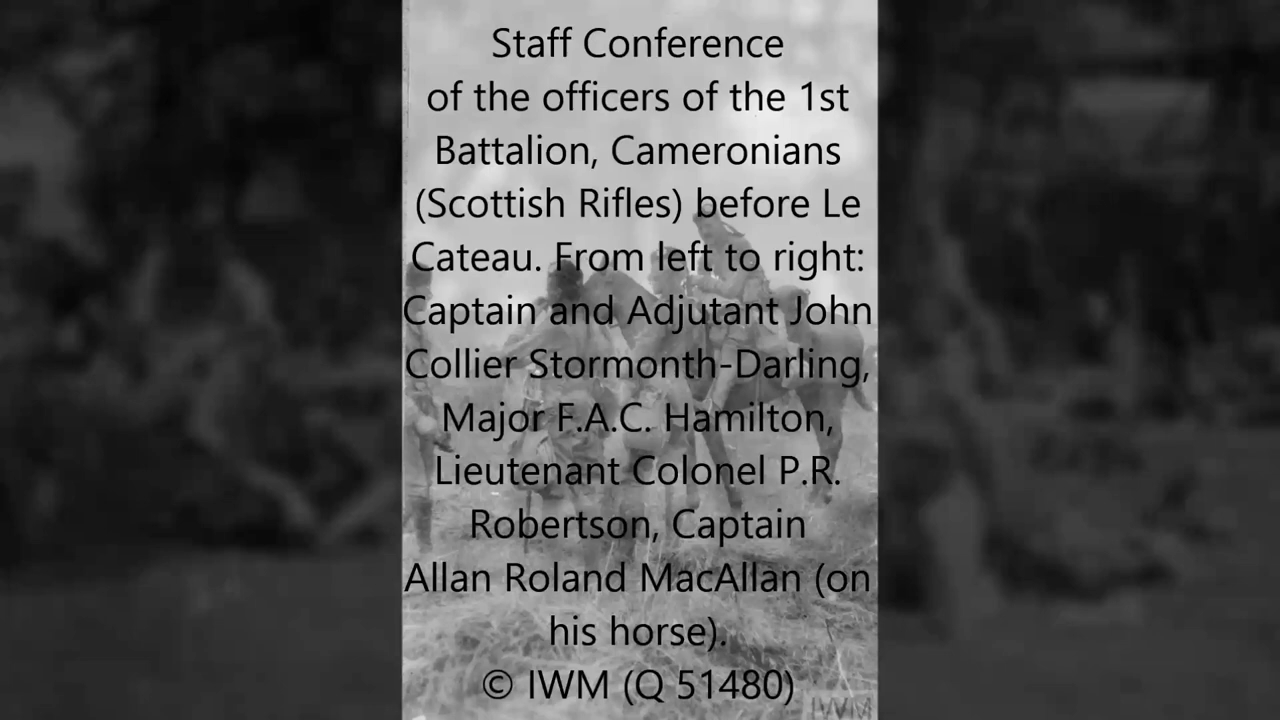 Staff Conference
of the officers of the 1st
Battalion, Cameronians
(Scottish Rifles) before Le
Cateau. From left to right:
Captain and Adjutant John
Collier Stormonth-Darling,
Major F.A.C. Hamilton,
Lieutenant Colonel P.R.
Robertson, Captain
Allan Roland MacAllan (on
his horse).
© IWM (Q 51480)
IWM